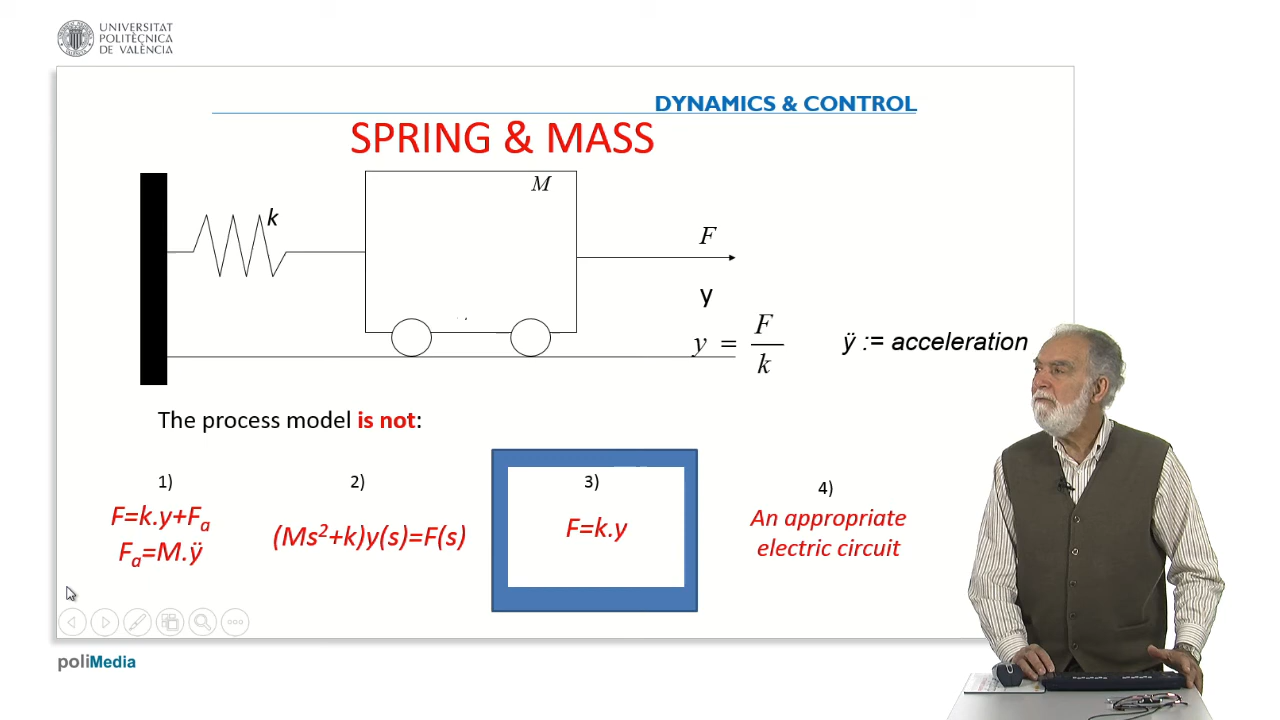 UNIVERSITAT
POLITÈCNICA
DE VALÈNCIA
DYNAMICS & CONTROL
SPRING & MASS
M
k
F
y
y = F/k
ÿ := acceleration
The process model is not:
1)
F=k.y+Fₐ
Fₐ=M.ÿ
2)
(Ms²+k)y(s)=F(s)
3)
F=k.y
4)
An appropriate
electric circuit
poliMedia